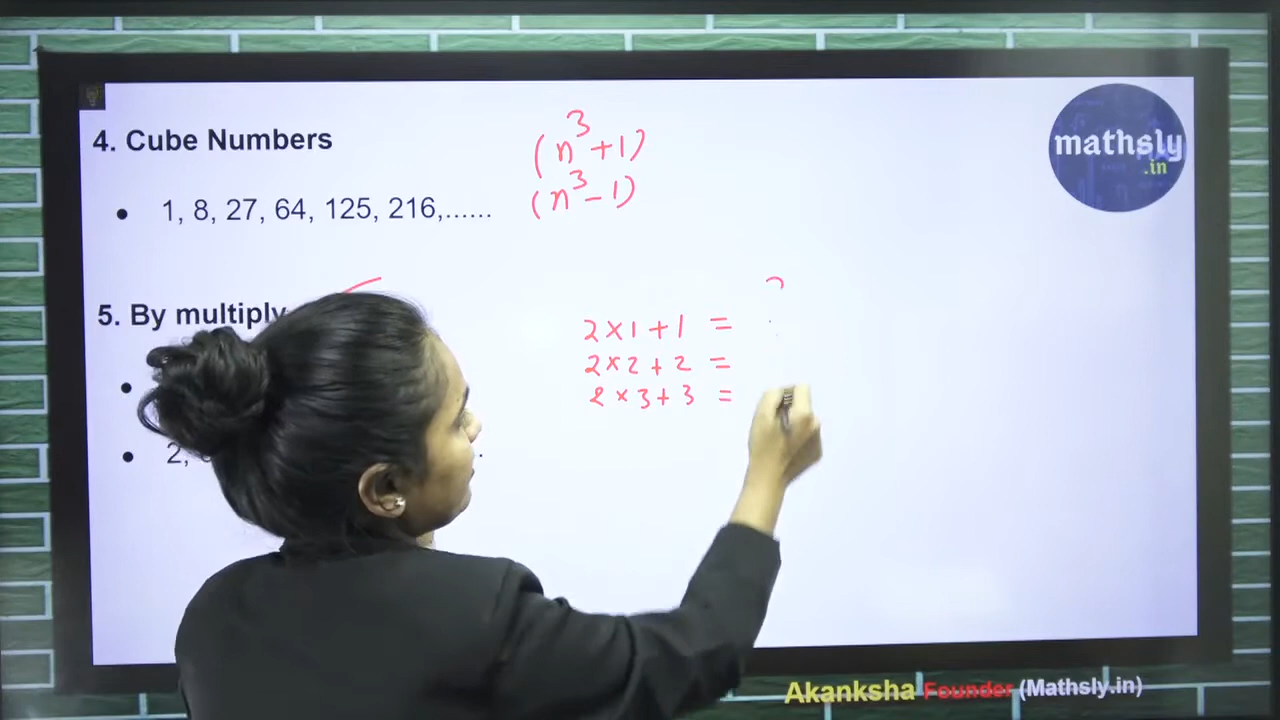 4. Cube Numbers
(n³+1)
(n³-1)
mathsly
.in
• 1, 8, 27, 64, 125, 216,......
5. By multiply
2×1+1 =
2×2+2 =
2×3+3 =
2,
Akanksha Founder (Mathsly.in)